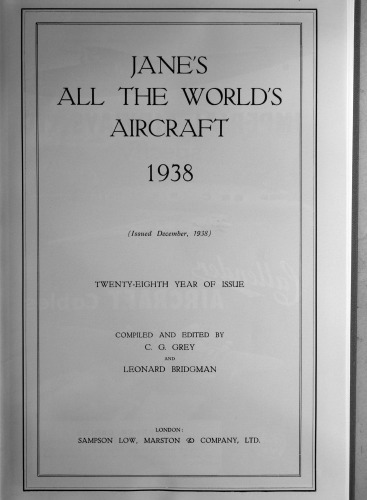 JANE'S
ALL THE WORLD'S
AIRCRAFT
1938
(Issued December, 1938)
TWENTY-EIGHTH YEAR OF ISSUE
COMPILED AND EDITED BY
C. G. GREY
AND
LEONARD BRIDGMAN
LONDON:
SAMPSON LOW, MARSTON & COMPANY, LTD.